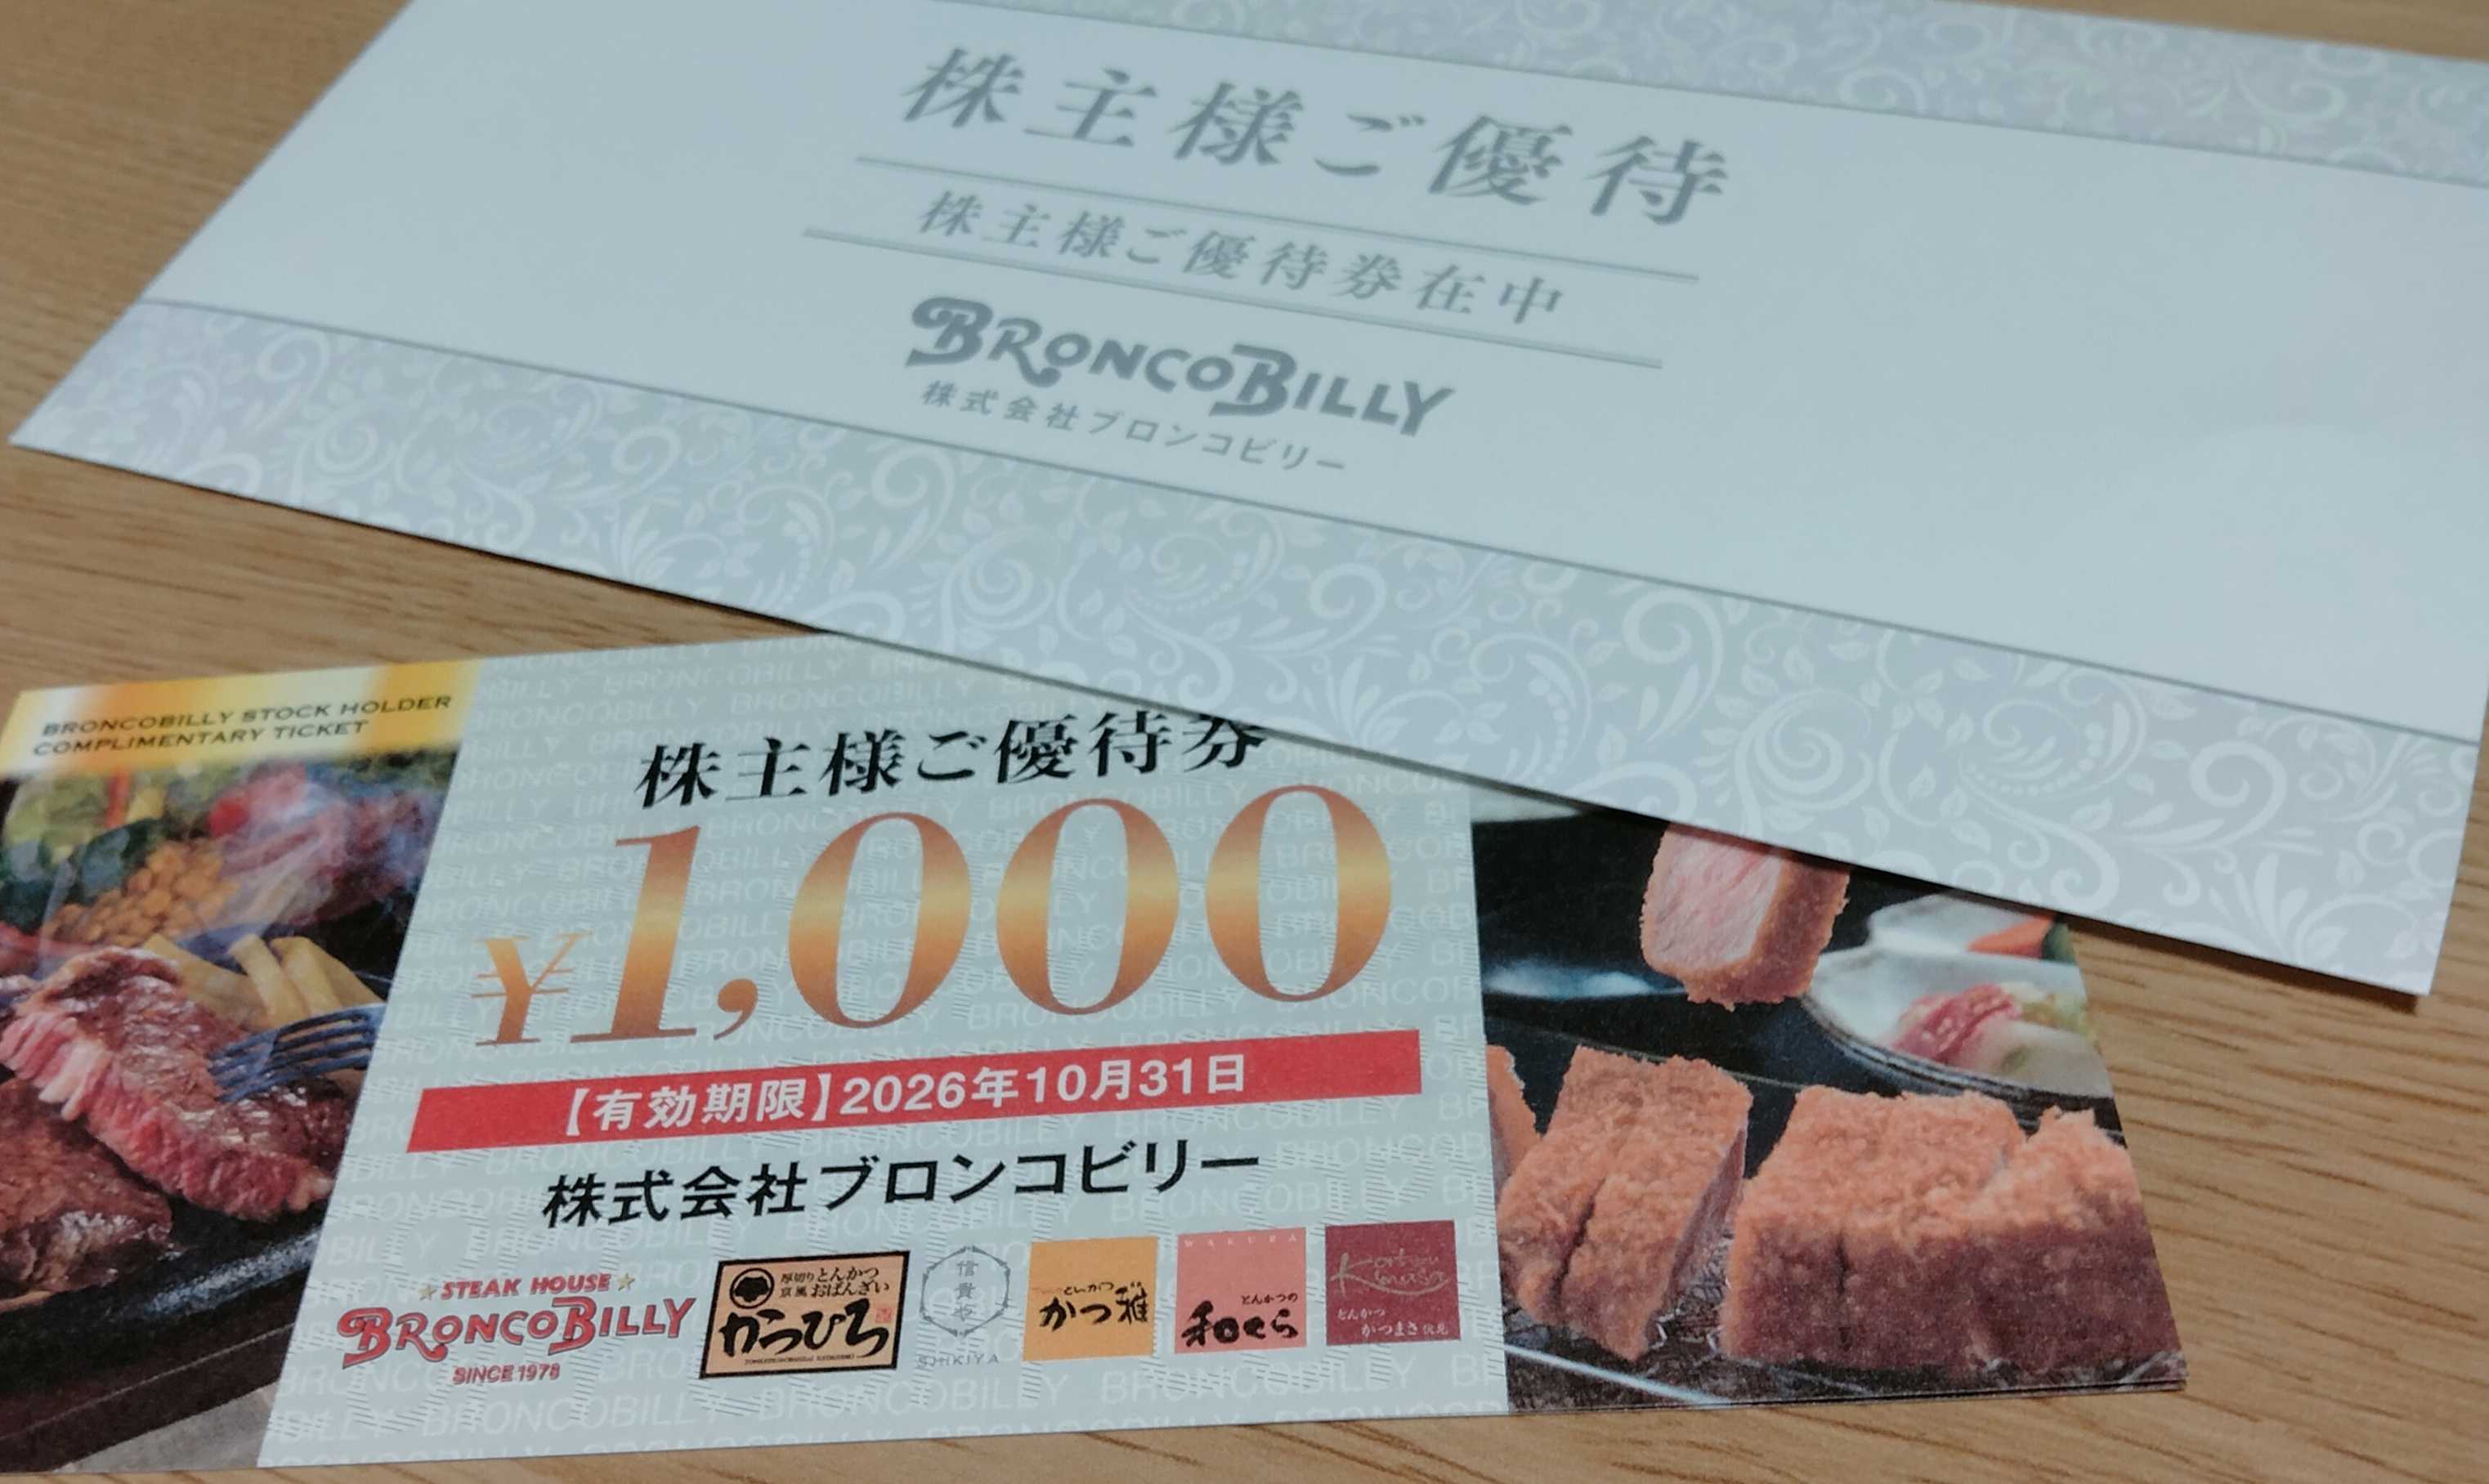 株主様ご優待
株主様ご優待券在中
BRONCOBILLY
株式会社ブロンコビリー
BRONCOBILLY STOCK HOLDER
COMPLIMENTARY TICKET
株主様ご優待券
¥1,000
【有効期限】2026年10月31日
株式会社ブロンコビリー
STEAK HOUSE
BRONCOBILLY
SINCE 1978
厚切りとんかつ
京風おばんざい
かつひろ
信貴や
SHIKIYA
とんかつ
かつ雅
WAKURA
とんかつの
和くら
とんかつ
かつまさ 伏見